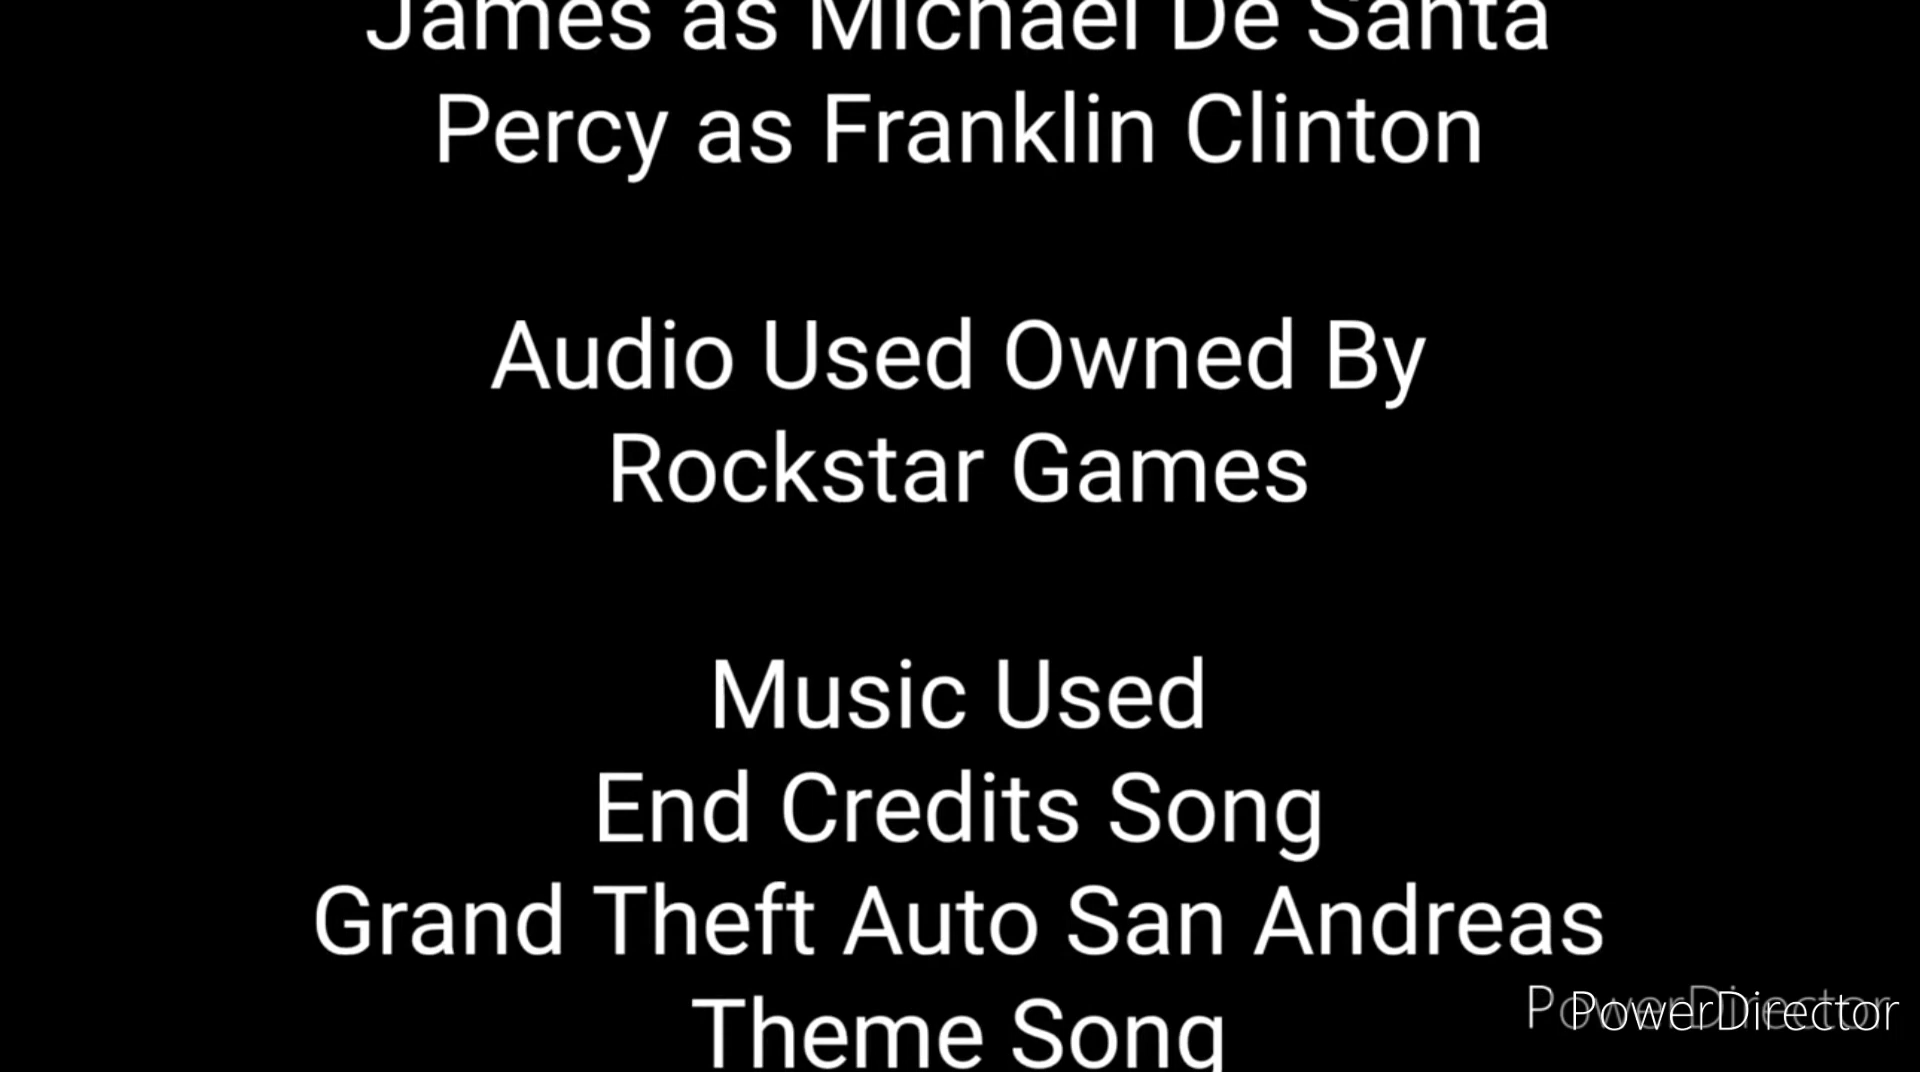 James as Michael De Santa
Percy as Franklin Clinton
Audio Used Owned By
Rockstar Games
Music Used
End Credits Song
Grand Theft Auto San Andreas
Theme Song
PowerDirector
PowerDirector